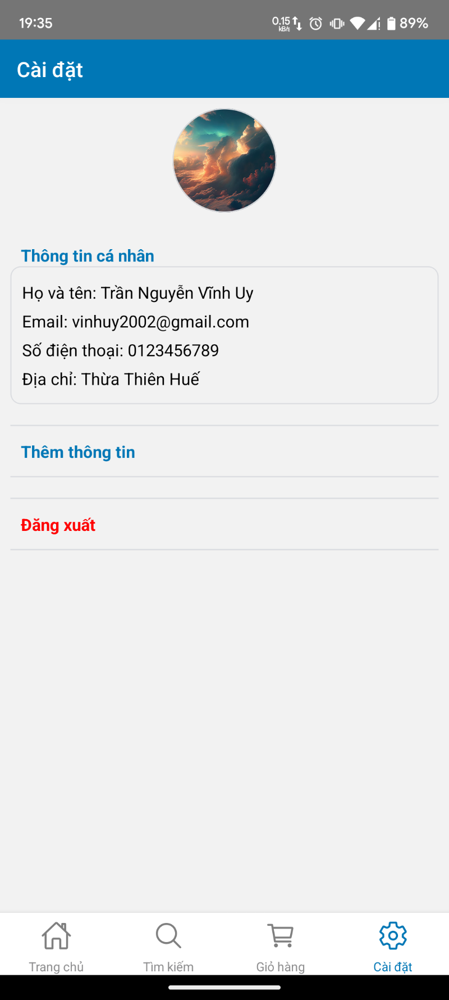 19:35
0.15
kB/s
89%
Cài đặt
Thông tin cá nhân
Họ và tên: Trần Nguyễn Vĩnh Uy
Email: vinhuy2002@gmail.com
Số điện thoại: 0123456789
Địa chỉ: Thừa Thiên Huế
Thêm thông tin
Đăng xuất
Trang chủ
Tìm kiếm
Giỏ hàng
Cài đặt